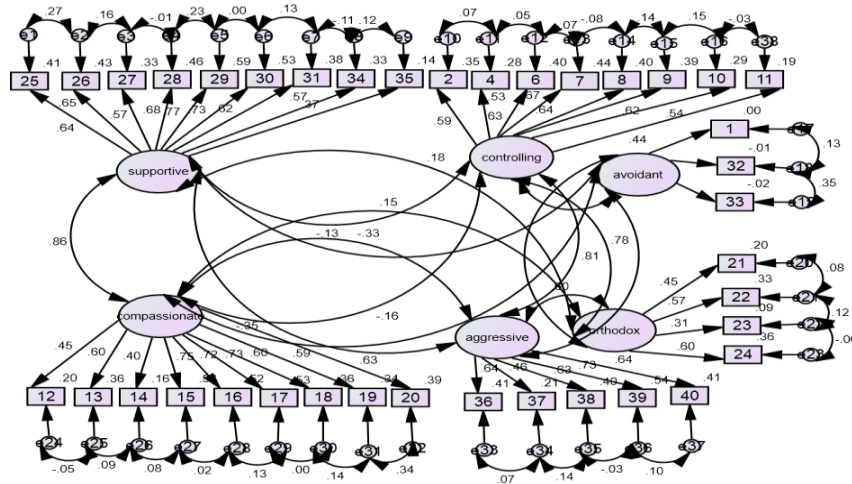 .27 .16 -.01 .23 .00 .13 -.11 .12 .07 .05 .07 -.08 .14 .15 -.03
e1 e2 e3 e5 e6 e7 e9 e10 e11 e12 e14 e15 e16
.41 .43 .33 .46 .59 .53 .38 .33 .14 .35 .28 .40 .44 .40 .39 .29 .19
25 26 27 28 29 30 31 34 35 2 4 6 7 8 9 10 11
.64 .65 .57 .68 .77 .73 .62 .57 .37 .59 .63 .53 .67 .64 .62 .54
supportive controlling avoidant
.18 .44 .00 -.01 -.02
1 32 33
.13 .35
.86 .15 -.13 -.33 .81 .78
-.35 -.16
compassionate aggressive orthodox
.20 .33 .09 .36
21 22 23 24
.45 .57 .31 .60
.08 .12
.45 .60 .40 .75 .72 .73 .60 .59 .63 .64 .46 .63 .73 .64
.20 .36 .16 .52 .53 .36 .34 .39 .41 .21 .40 .54 .41
12 13 14 15 16 17 18 19 20 36 37 38 39 40
e24 e25 e26 e27 e28 e29 e30 e31 e33 e34 e35 e36 e37
-.05 .09 .08 .02 .13 .00 .14 .34 .07 .14 -.03 .10